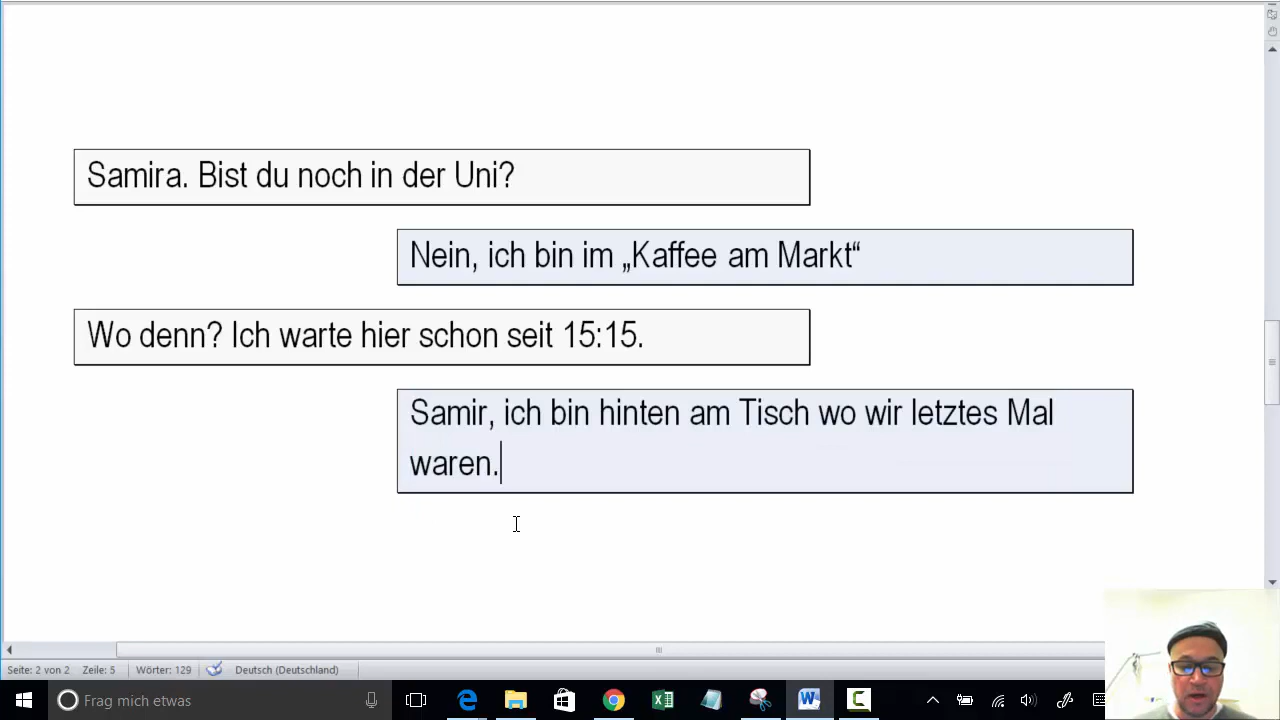 Samira. Bist du noch in der Uni?
Nein, ich bin im „Kaffee am Markt“
Wo denn? Ich warte hier schon seit 15:15.
Samir, ich bin hinten am Tisch wo wir letztes Mal
waren.
Seite: 2 von 2 Zeile: 5 Wörter: 129 Deutsch (Deutschland)
Frag mich etwas